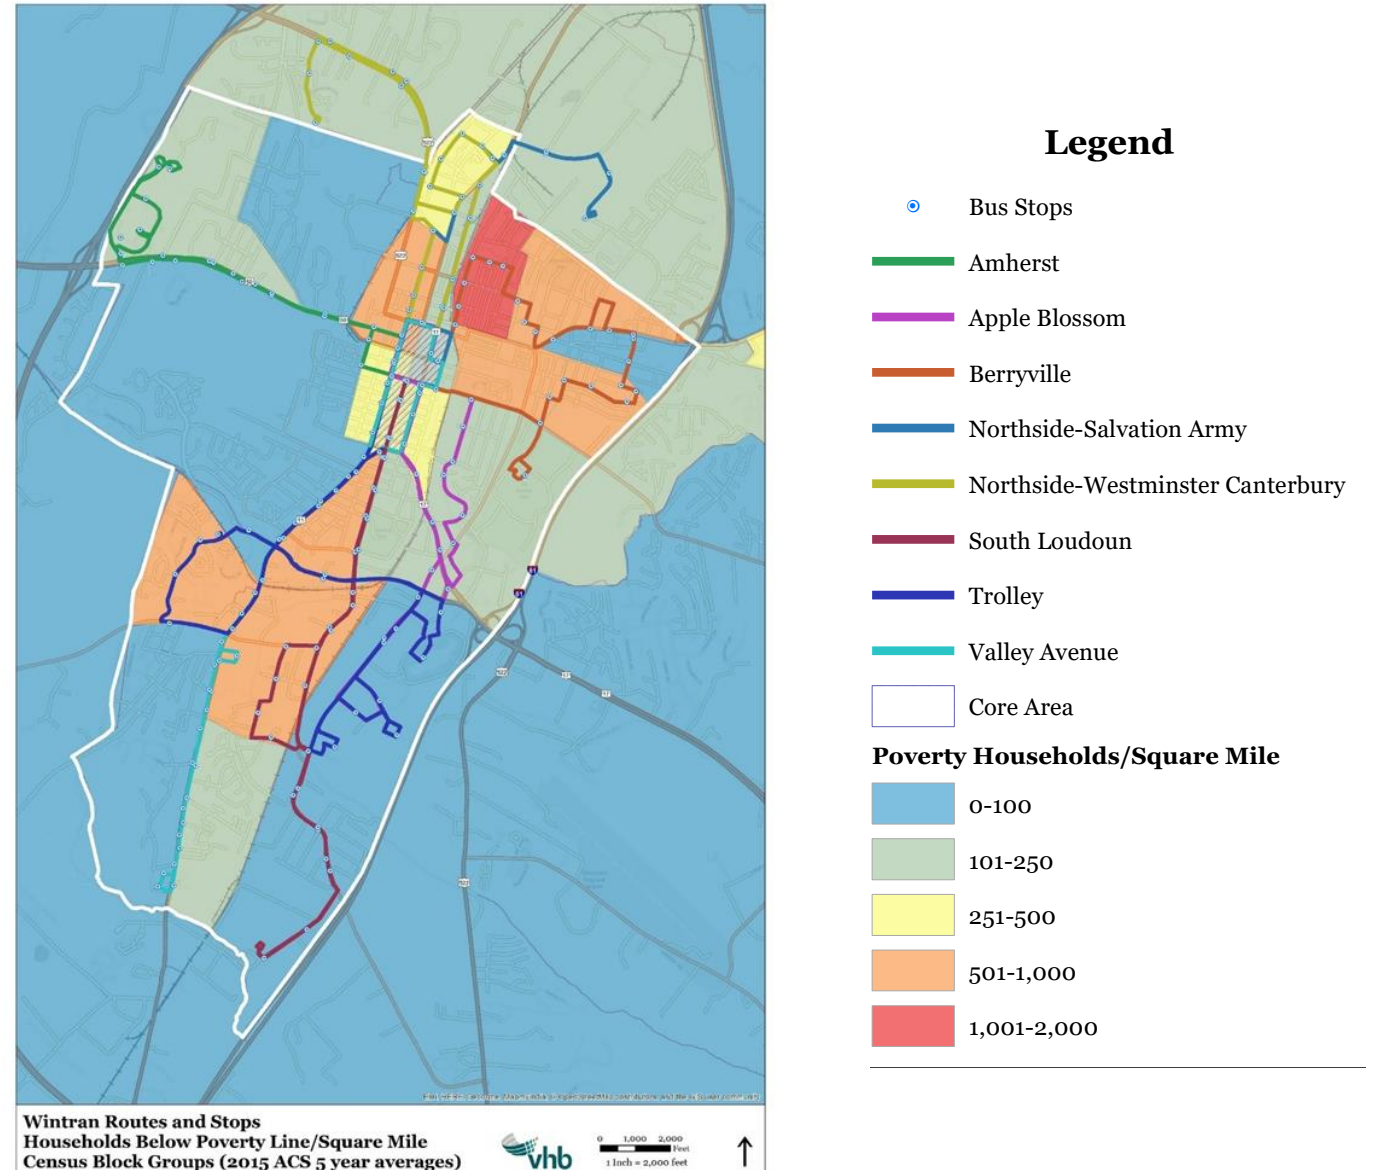 Legend
Bus Stops
Amherst
Apple Blossom
Berryville
Northside-Salvation Army
Northside-Westminster Canterbury
South Loudoun
Trolley
Valley Avenue
Core Area
Poverty Households/Square Mile
0-100
101-250
251-500
501-1,000
1,001-2,000
Wintran Routes and Stops
Households Below Poverty Line/Square Mile
Census Block Groups (2015 ACS 5 year averages)
vhb
0 1,000 2,000
Feet
1 Inch = 2,000 feet